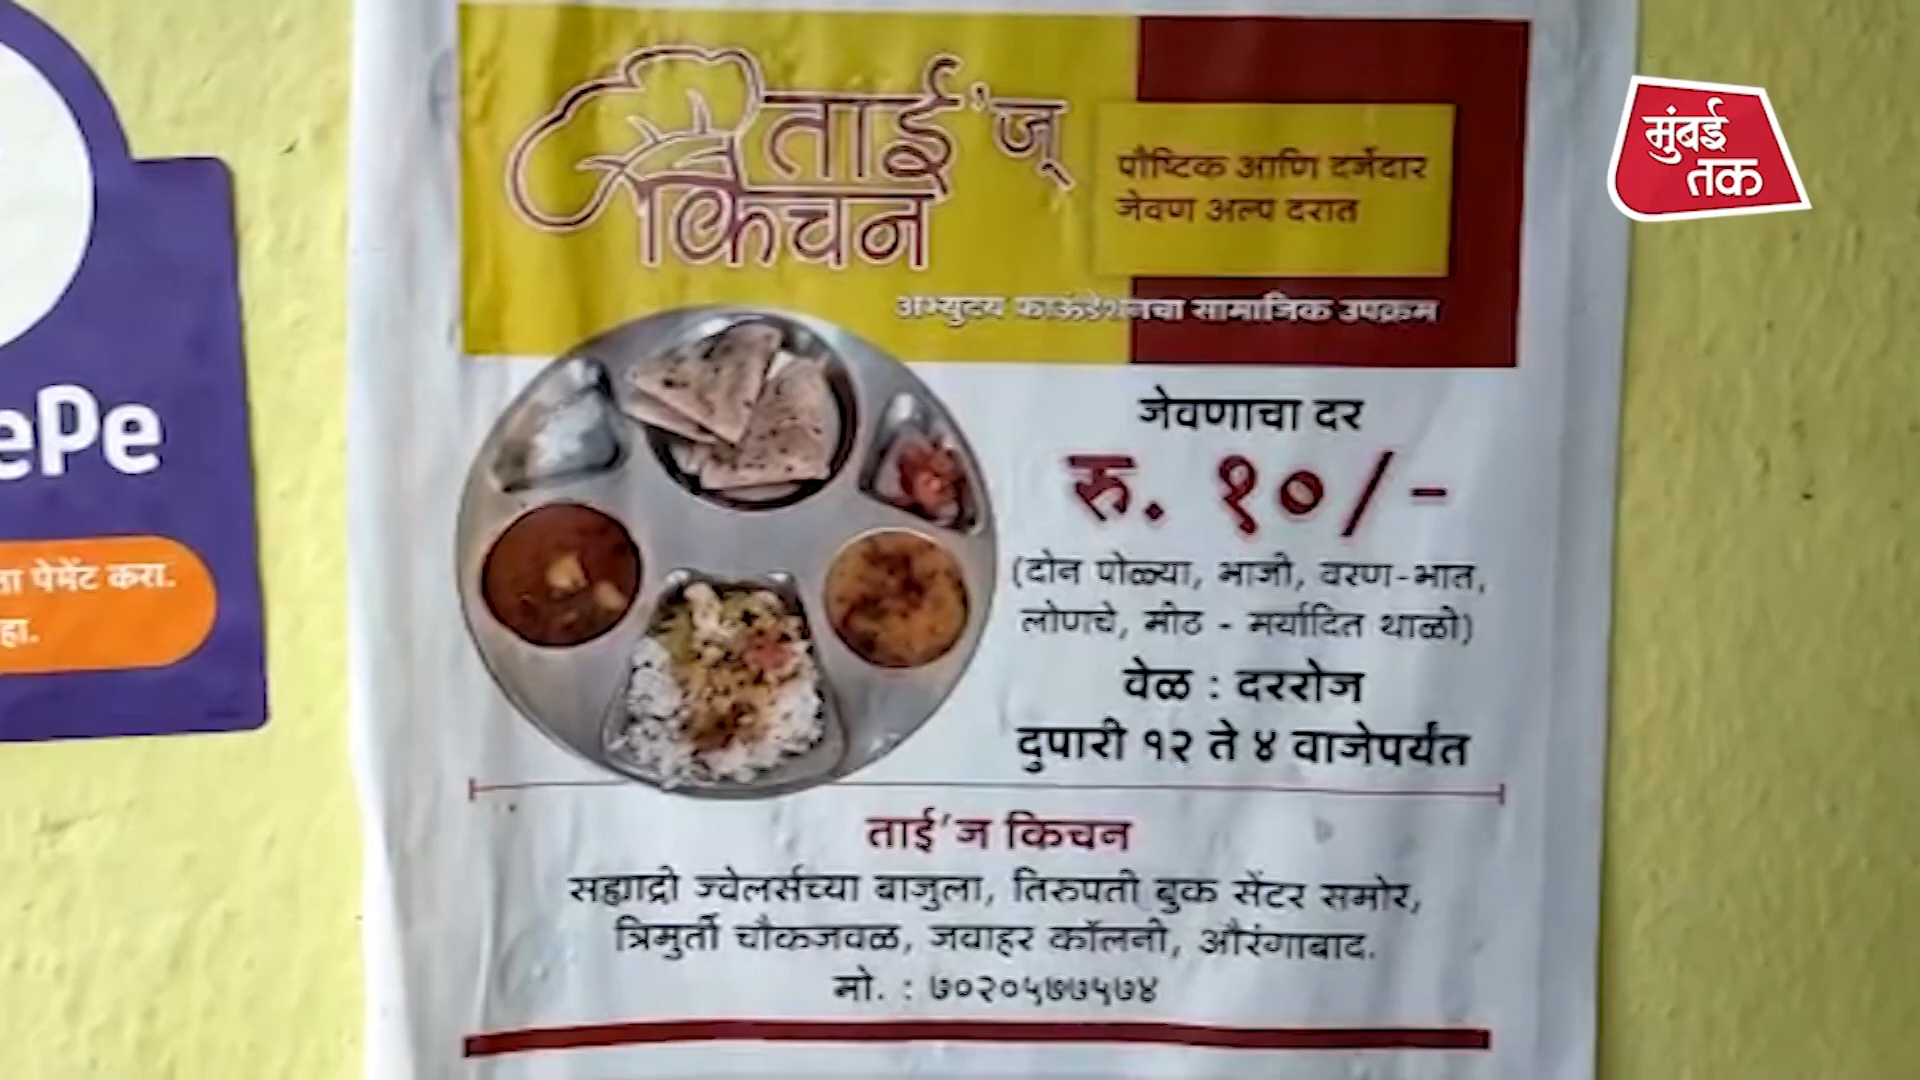 ताई'ज्
किचन
पौष्टिक आणि दर्जेदार
जेवण अल्प दरात
अभ्युदय फाऊंडेशनचा सामाजिक उपक्रम
जेवणाचा दर
रु. १०/-
(दोन पोळ्या, भाजी, वरण-भात,
लोणचे, मीठ - मर्यादित थाळी)
वेळ : दररोज
दुपारी १२ ते ४ वाजेपर्यंत
ताई'ज किचन
सह्याद्री ज्वेलर्सच्या बाजुला, तिरुपती बुक सेंटर समोर,
त्रिमुर्ती चौकजवळ, जवाहर कॉलनी, औरंगाबाद.
मो. : ७०२०५७७५७४
ePe
पेमेंट करा.
मुंबई
तक